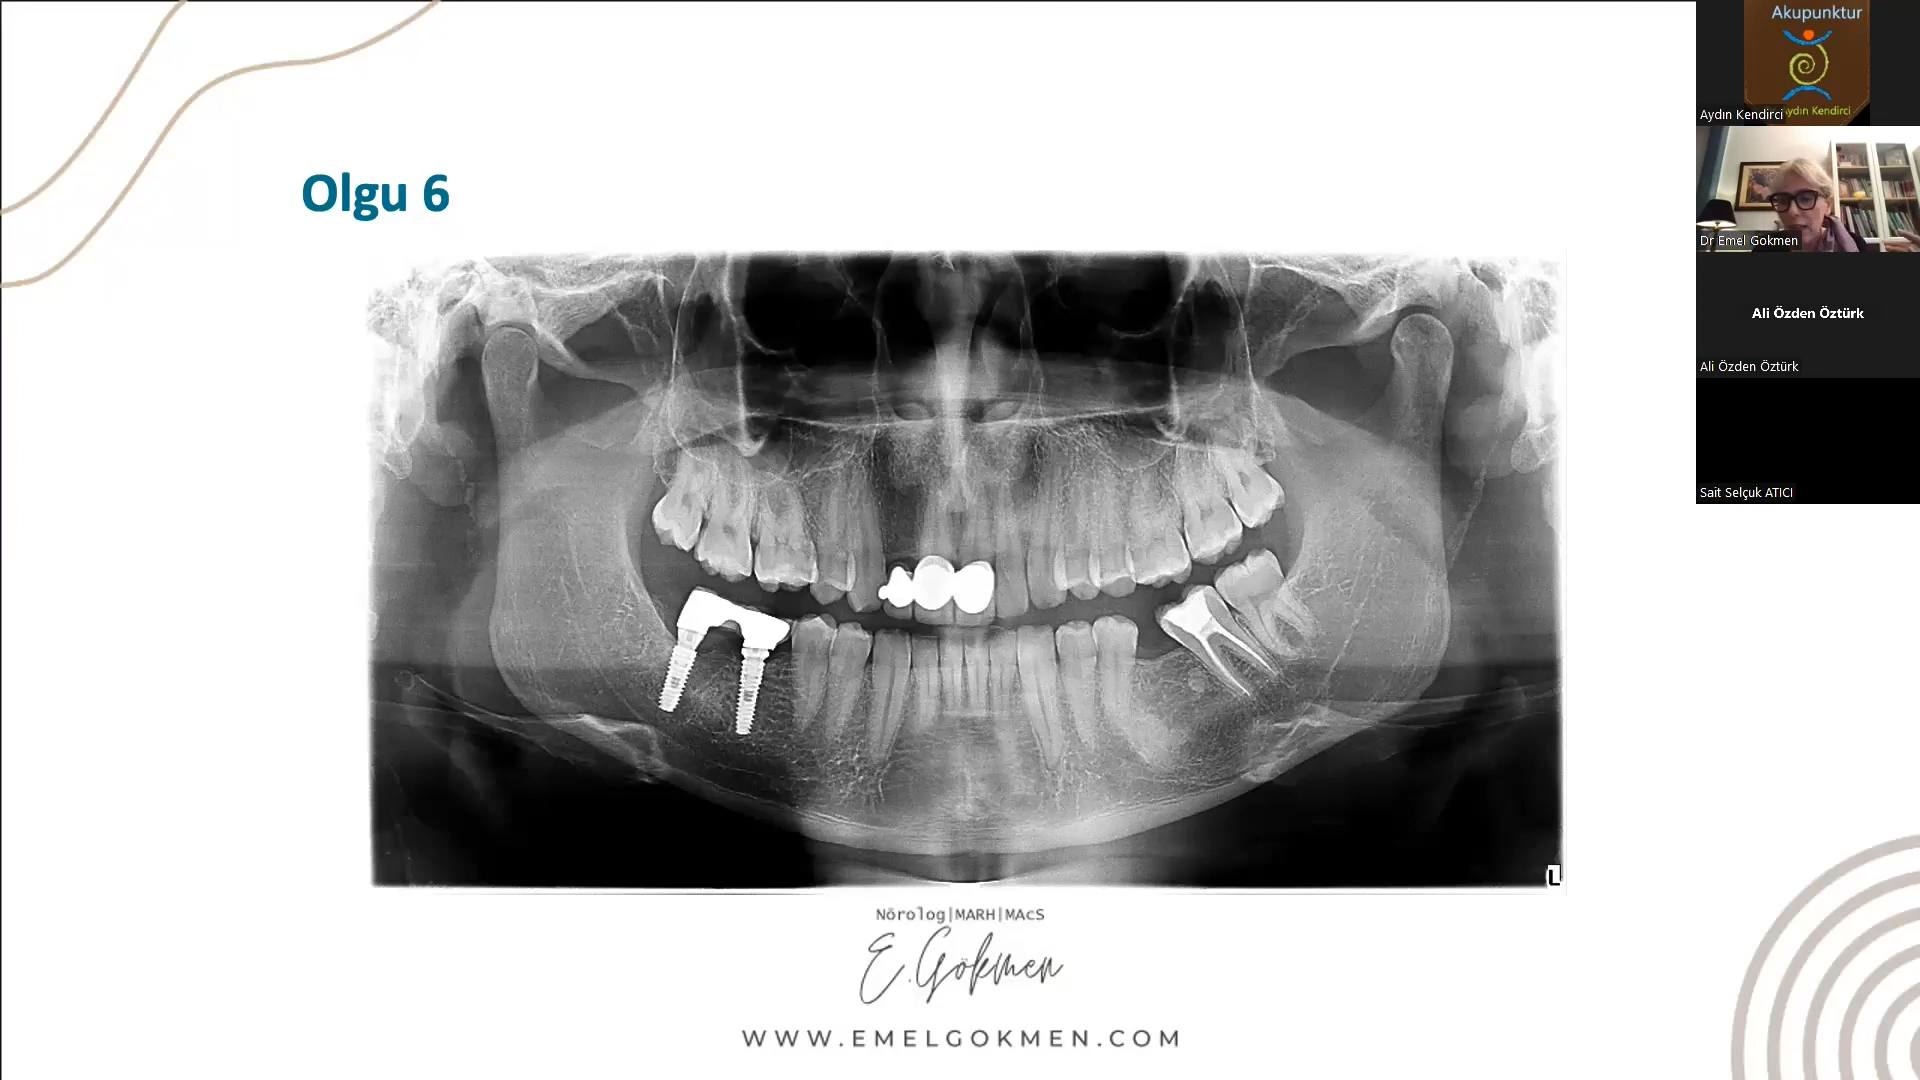 Olgu 6
L
Nörolog|MARH|MAcS
E.Gökmen
WWW.EMELGOKMEN.COM
Akupunktur
Aydın Kendirci
Aydın Kendirci
Dr Emel Gokmen
Ali Özden Öztürk
Ali Özden Öztürk
Sait Selçuk ATICI